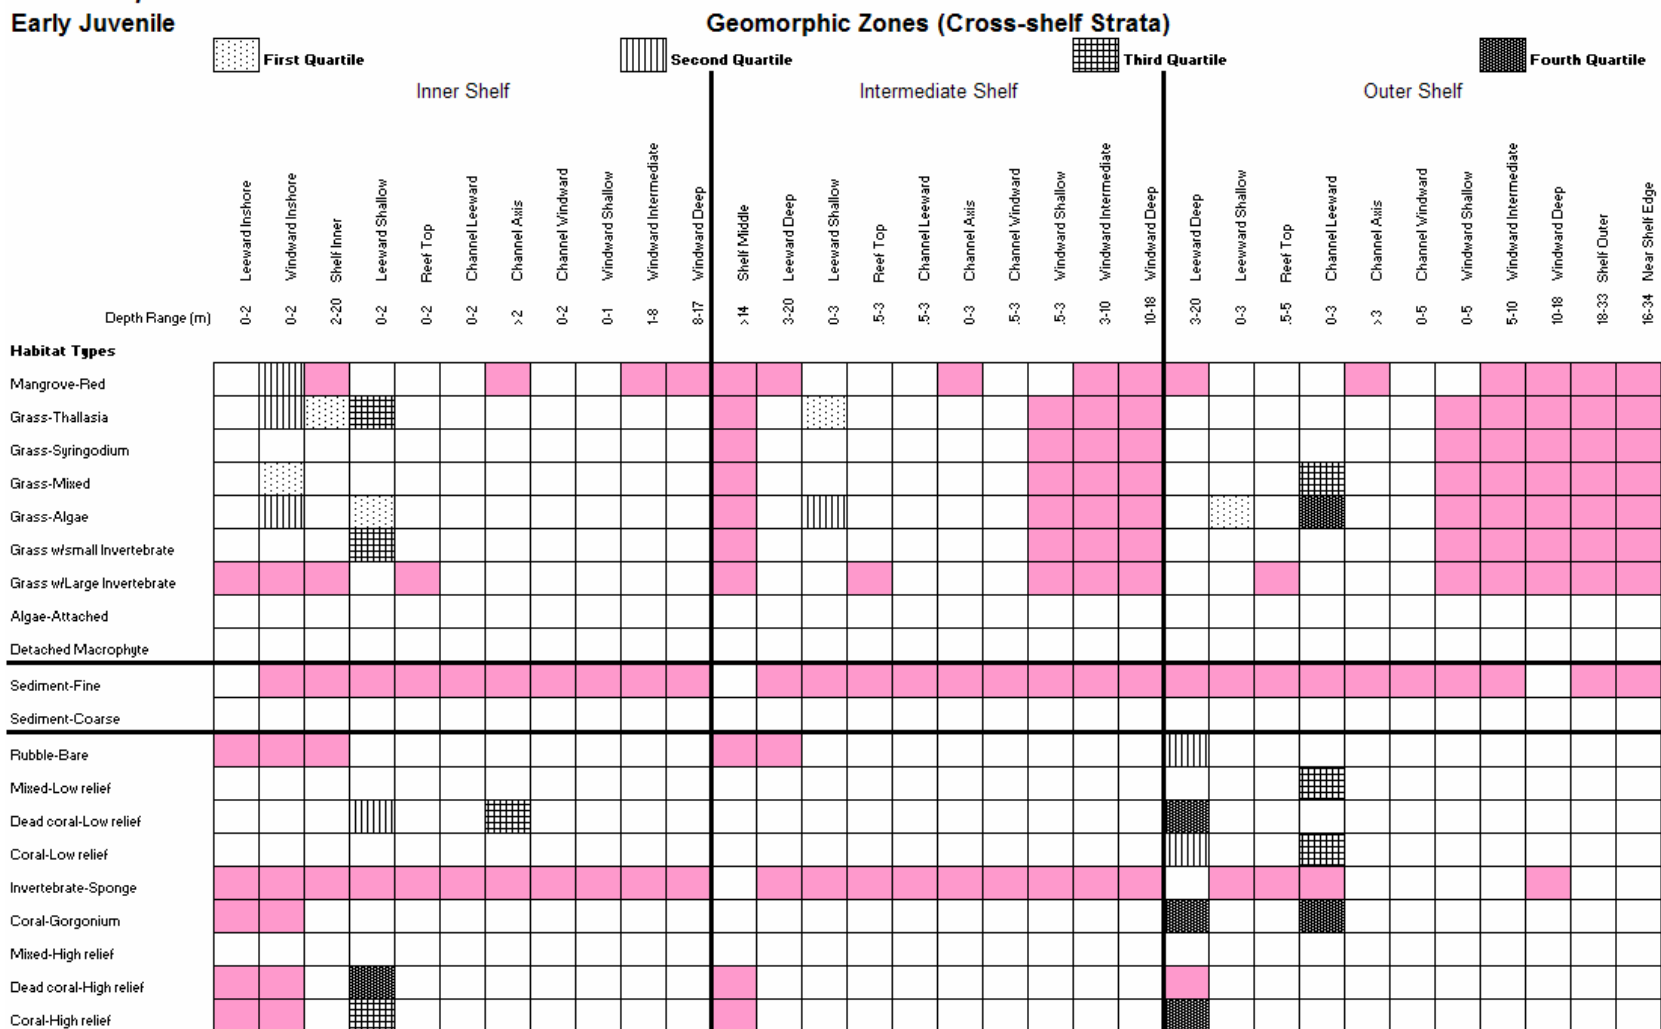 Early Juvenile
Geomorphic Zones (Cross-shelf Strata)
First Quartile
Second Quartile
Third Quartile
Fourth Quartile
Inner Shelf
Intermediate Shelf
Outer Shelf
Leeward Inshore
Windward Inshore
Shelf Inner
Leeward Shallow
Reef Top
Channel Leeward
Channel Axis
Channel Windward
Windward Shallow
Windward Intermediate
Windward Deep
Shelf Middle
Leeward Deep
Leeward Shallow
Reef Top
Channel Leeward
Channel Axis
Channel Windward
Windward Shallow
Windward Intermediate
Windward Deep
Leeward Deep
Leeward Shallow
Reef Top
Channel Leeward
Channel Axis
Channel Windward
Windward Shallow
Windward Intermediate
Windward Deep
Shelf Outer
Near Shelf Edge
Depth Range (m) 0-2 0-2 2-20 0-2 0-2 0-2 >2 0-2 0-1 1-8 8-17 >14 3-20 0-3 .5-3 .5-3 0-3 .5-3 .5-3 3-10 10-18 3-20 0-3 .5-5 0-3 >3 0-5 0-5 5-10 10-18 18-33 16-34
Habitat Types
Mangrove-Red
Grass-Thallasia
Grass-Syringodium
Grass-Mixed
Grass-Algae
Grass w/small Invertebrate
Grass w/Large Invertebrate
Algae-Attached
Detached Macrophyte
Sediment-Fine
Sediment-Coarse
Rubble-Bare
Mixed-Low relief
Dead coral-Low relief
Coral-Low relief
Invertebrate-Sponge
Coral-Gorgonium
Mixed-High relief
Dead coral-High relief
Coral-High relief